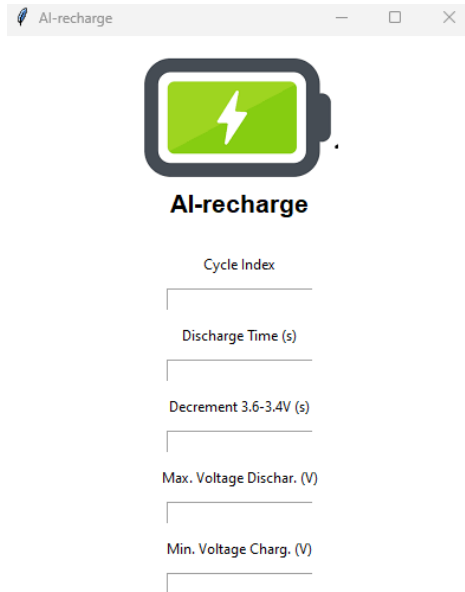 AI-recharge
AI-recharge
Cycle Index
Discharge Time (s)
Decrement 3.6-3.4V (s)
Max. Voltage Dischar. (V)
Min. Voltage Charg. (V)